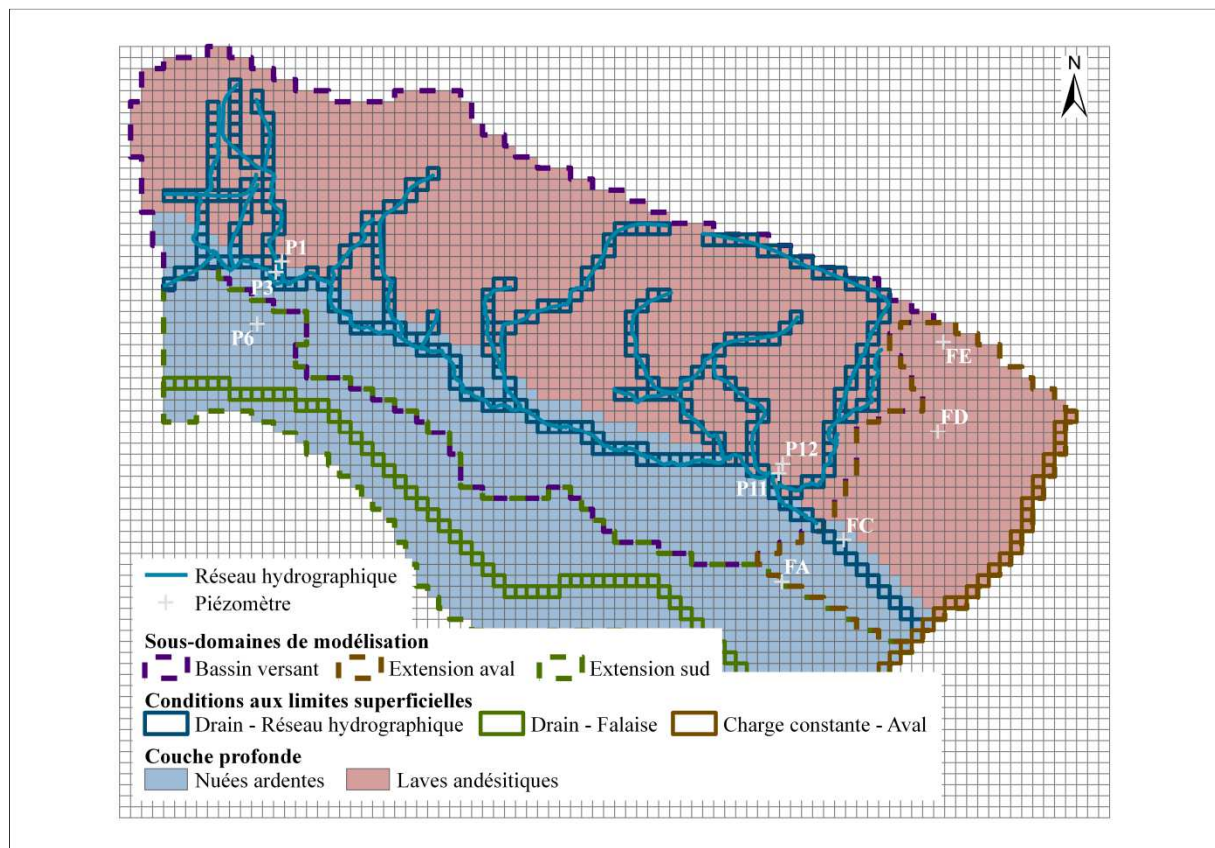 N
P1
P3
P6
FE
FD
P12
P11
FC
FA
Réseau hydrographique
Piézomètre
Sous-domaines de modélisation
Bassin versant Extension aval Extension sud
Conditions aux limites superficielles
Drain - Réseau hydrographique Drain - Falaise Charge constante - Aval
Couche profonde
Nuées ardentes Laves andésitiques